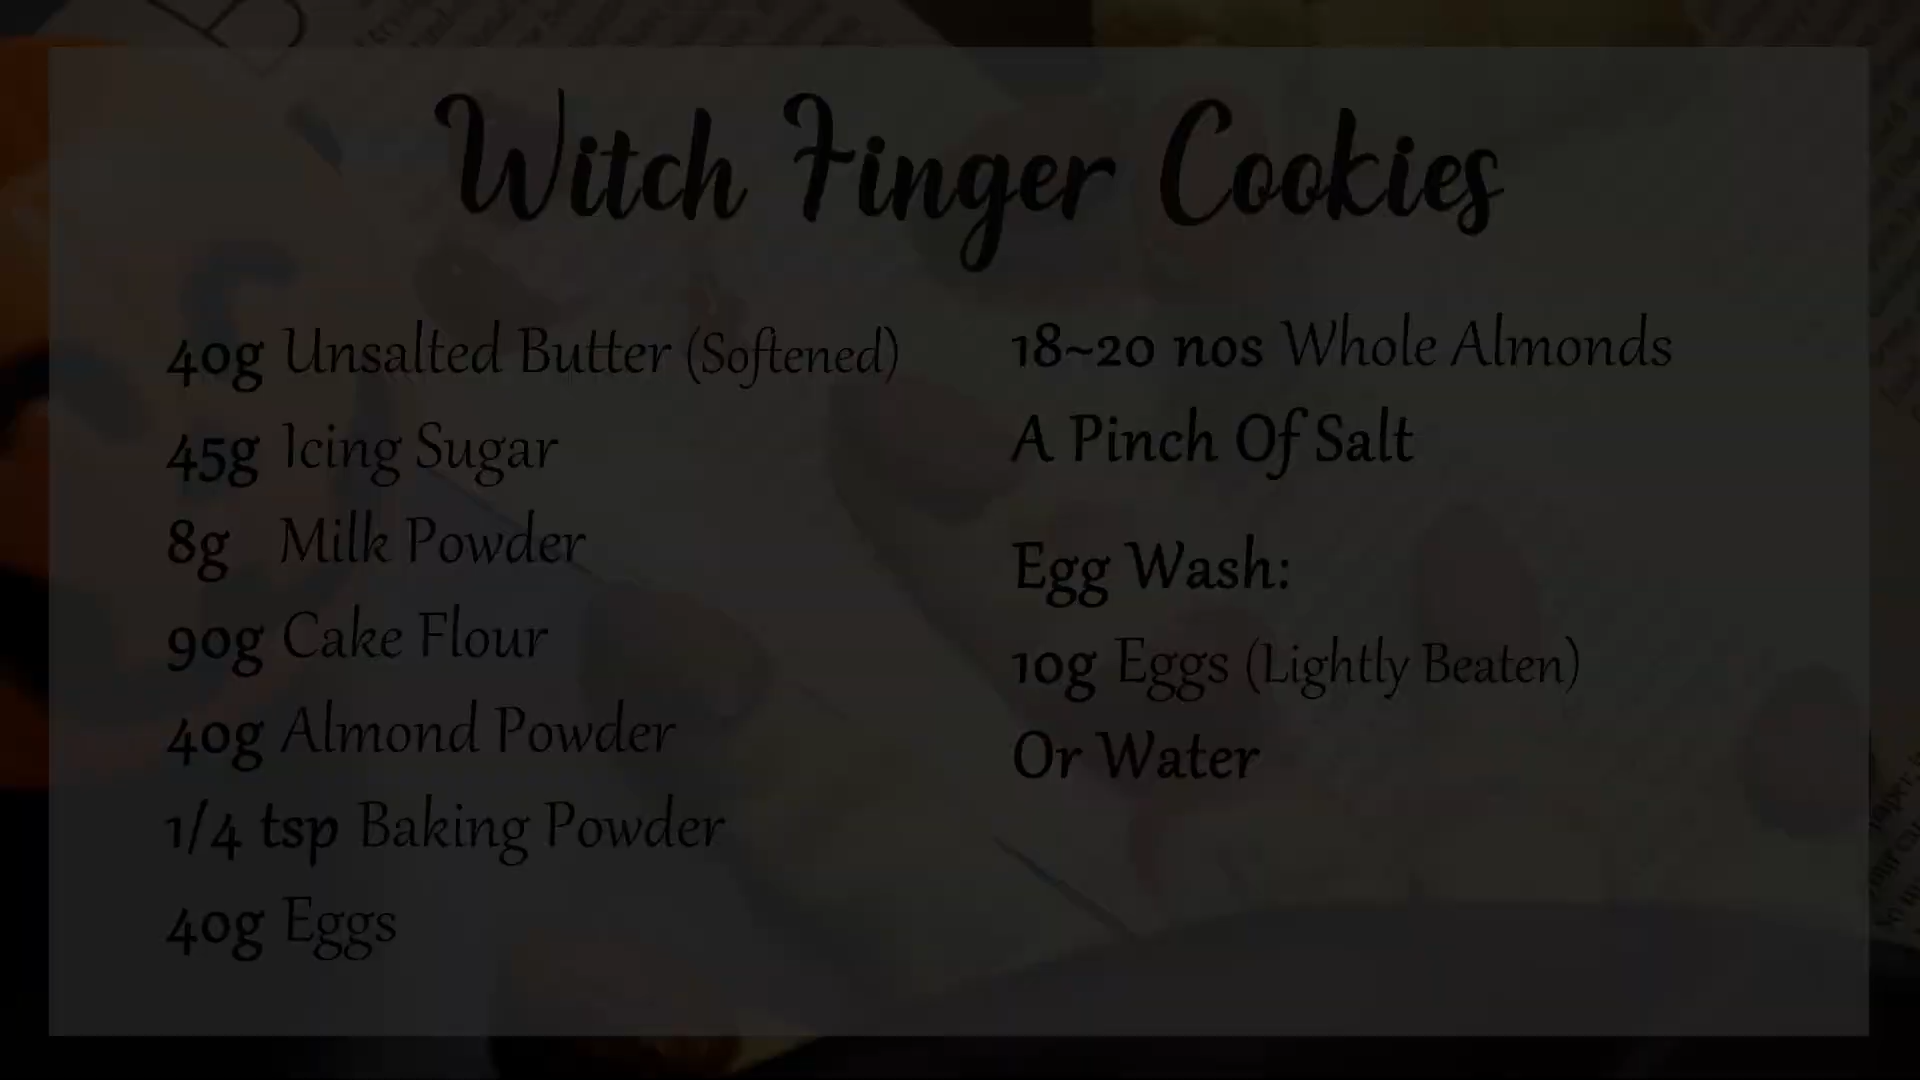 Witch Finger Cookies
40g Unsalted Butter (Softened)
45g Icing Sugar
8g Milk Powder
90g Cake Flour
40g Almond Powder
1/4 tsp Baking Powder
40g Eggs
18~20 nos Whole Almonds
A Pinch Of Salt
Egg Wash:
10g Eggs (Lightly Beaten)
Or Water